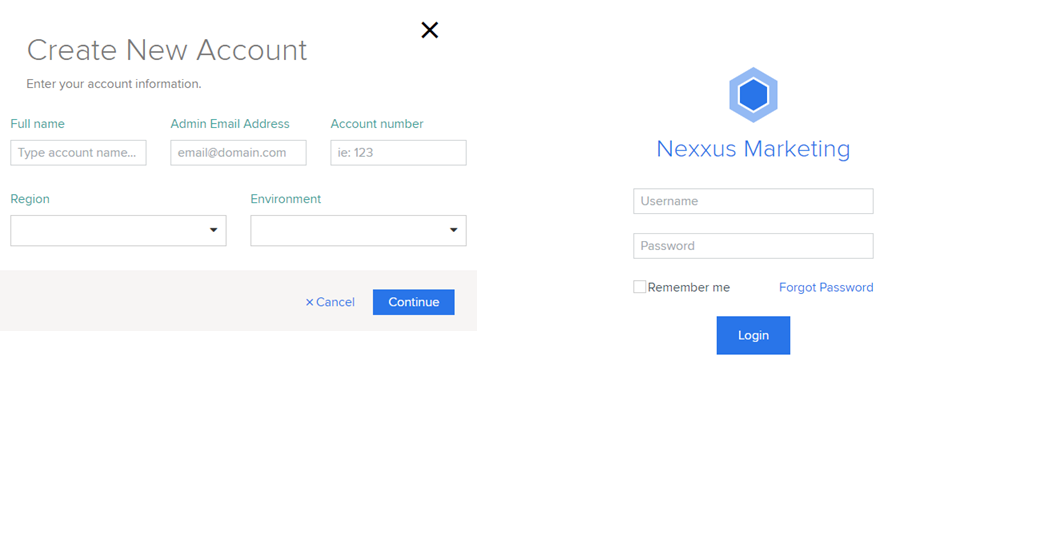 Create New Account
Enter your account information.
Full name Admin Email Address Account number
Type account name... email@domain.com ie: 123
Region Environment
× Cancel Continue
Nexxus Marketing
Username
Password
Remember me Forgot Password
Login